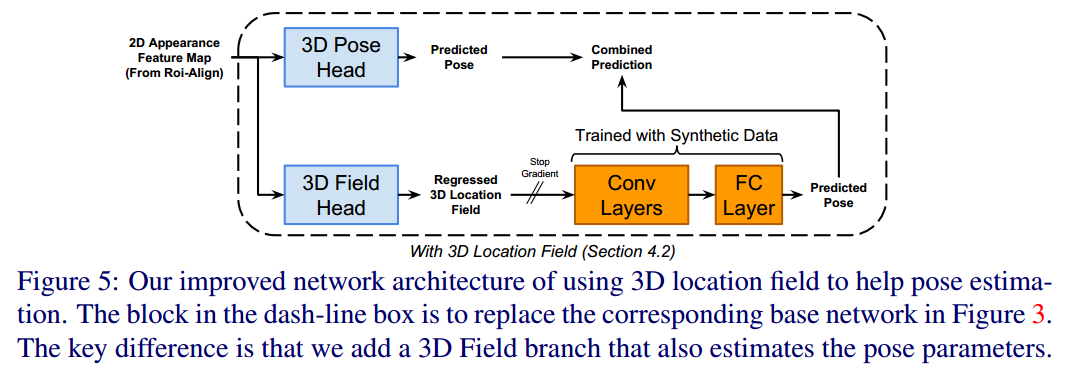 2D Appearance
Feature Map
(From Roi-Align)
3D Pose
Head
Predicted
Pose
Combined
Prediction
Trained with Synthetic Data
3D Field
Head
Regressed
3D Location
Field
Stop
Gradient
Conv
Layers
FC
Layer
Predicted
Pose
With 3D Location Field (Section 4.2)
Figure 5: Our improved network architecture of using 3D location field to help pose estima-
tion. The block in the dash-line box is to replace the corresponding base network in Figure 3.
The key difference is that we add a 3D Field branch that also estimates the pose parameters.